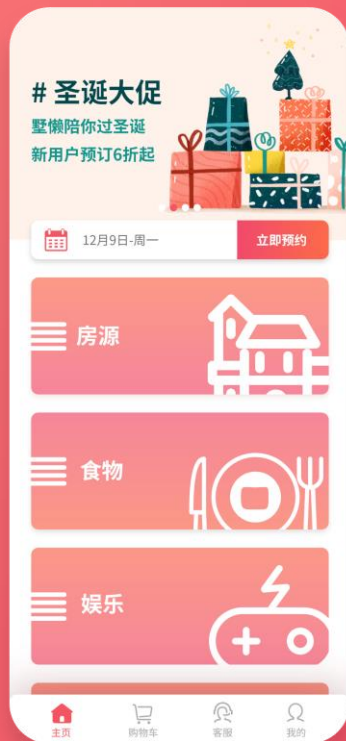 # 圣诞大促
墅懒陪你过圣诞
新用户预订6折起
12月9日-周一
立即预约
房源
食物
娱乐
主页
购物车
客服
我的